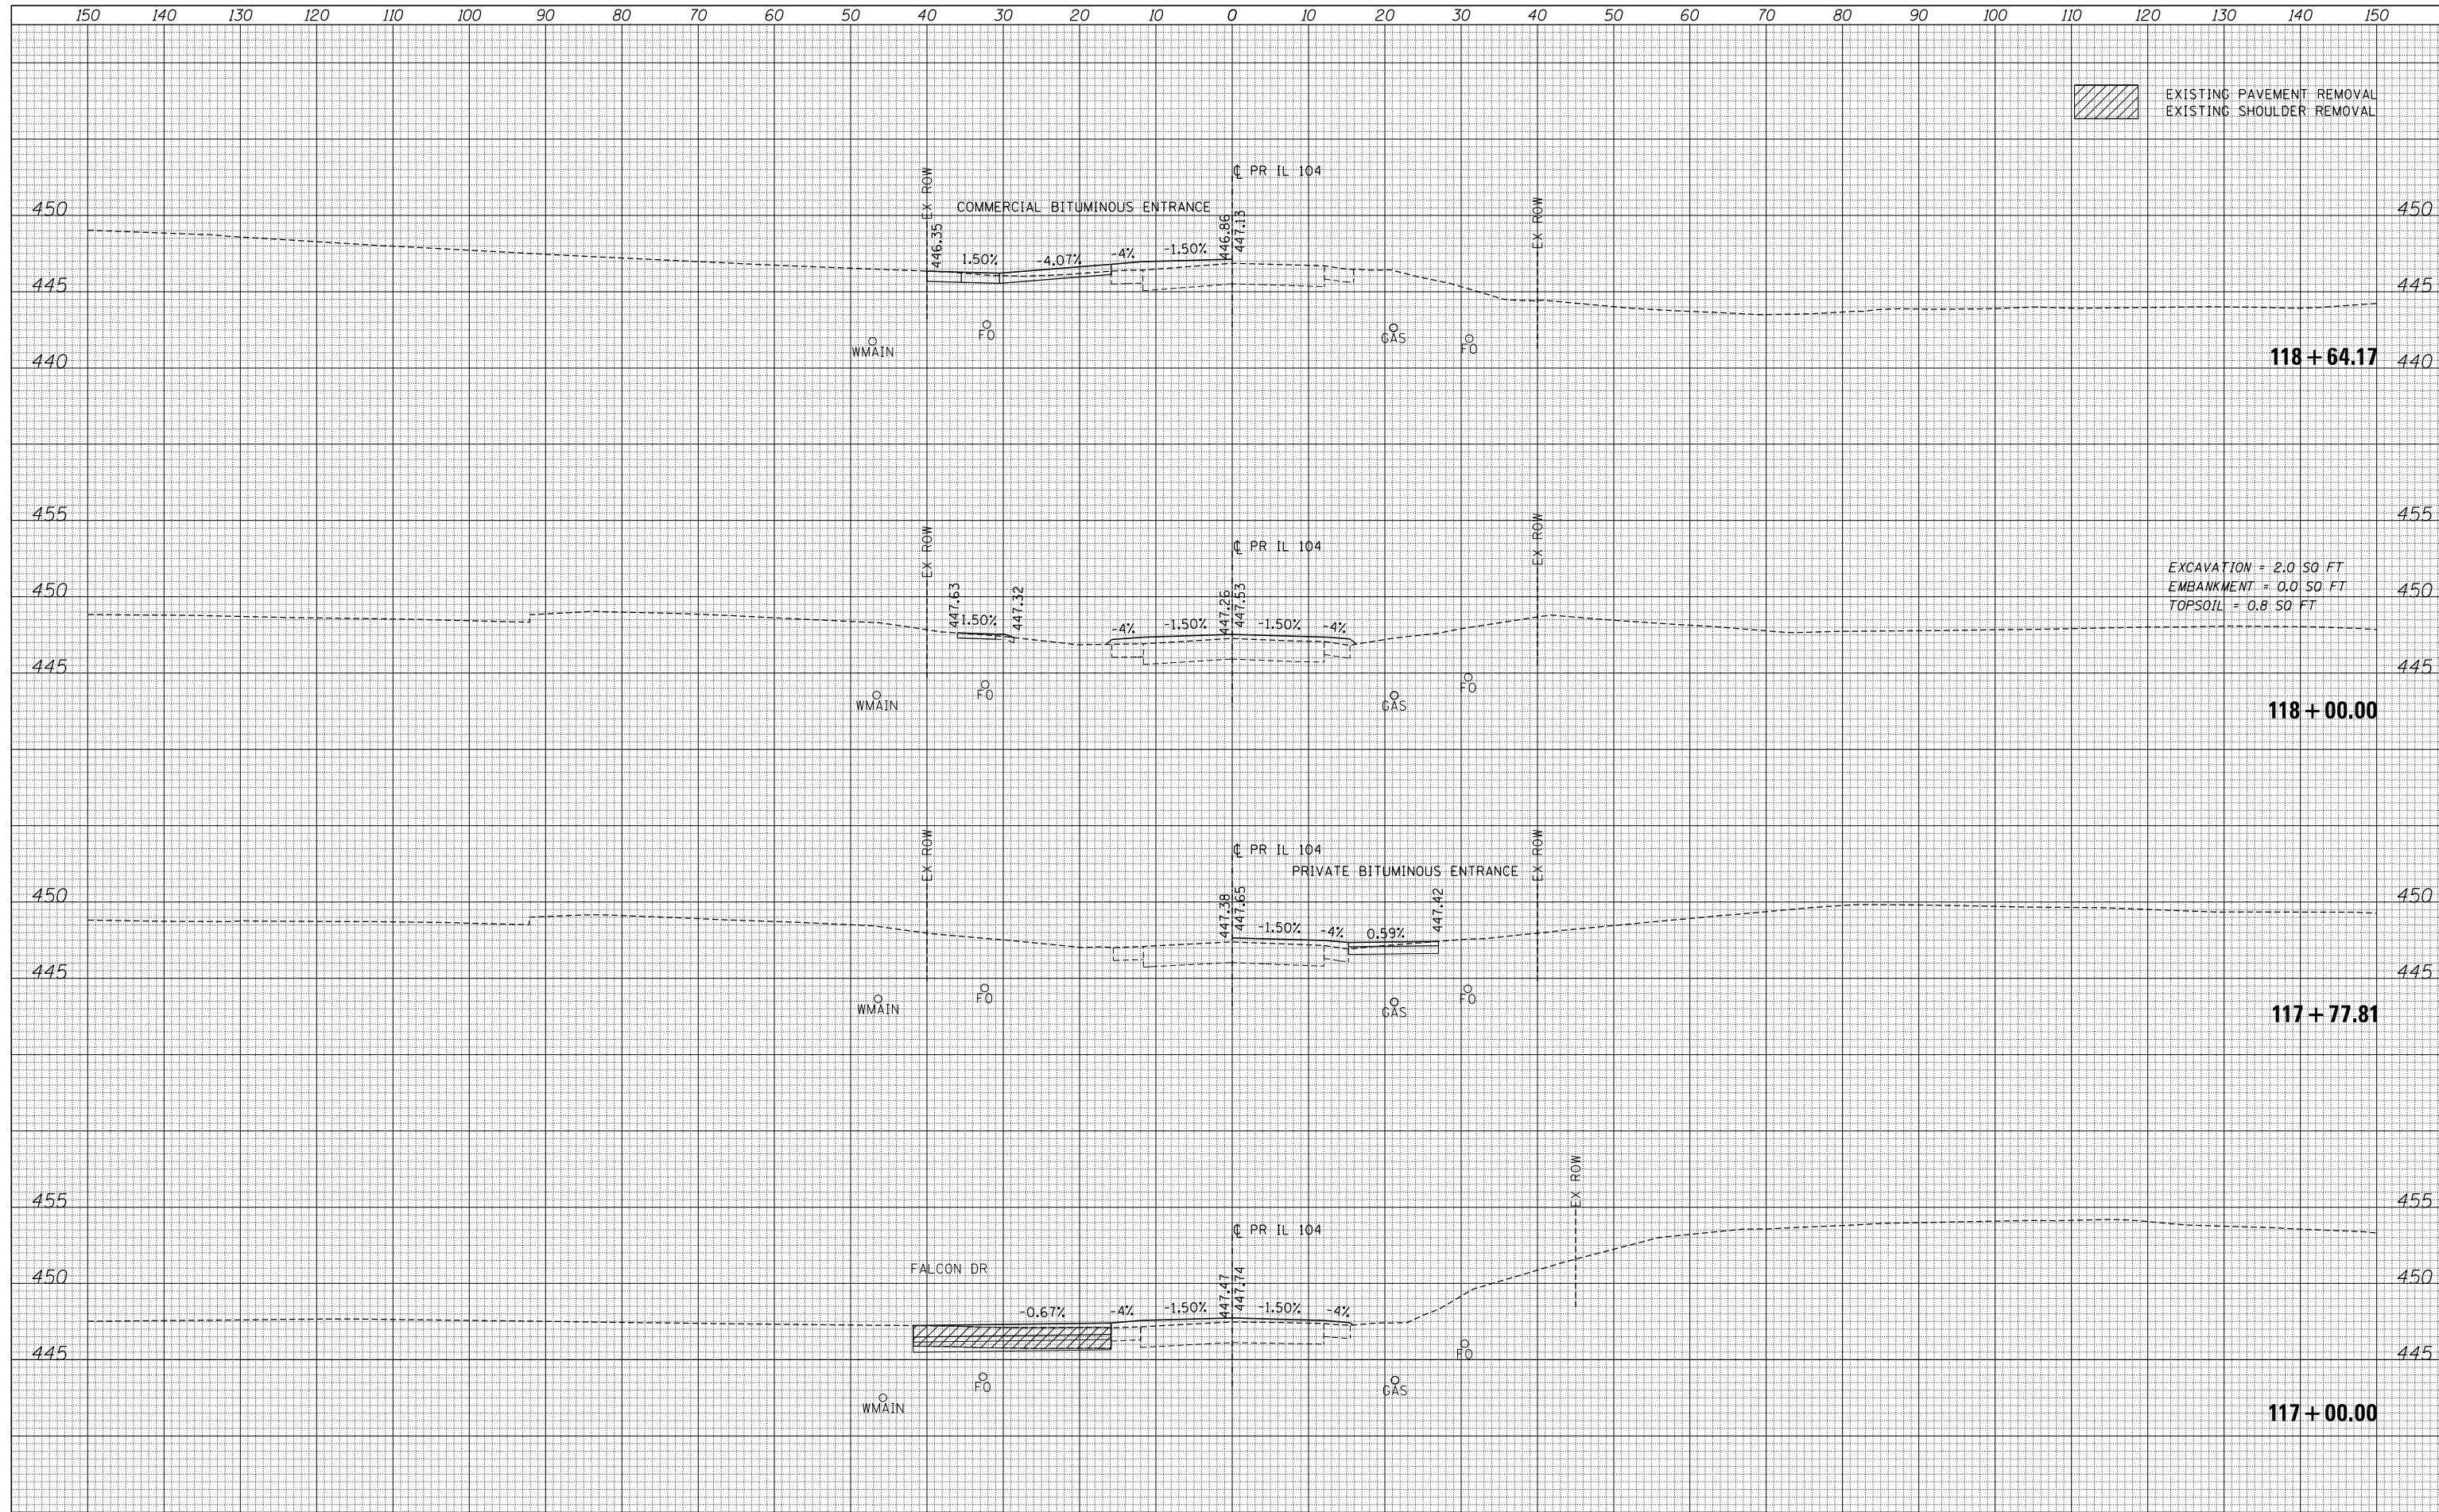 150 140 130 120 110 100 90 80 70 60 50 40 30 20 10 0 10 20 30 40 50 60 70 80 90 100 110 120 130 140 150
EXISTING PAVEMENT REMOVAL
EXISTING SHOULDER REMOVAL
℄ PR IL 104
EX ROW
EX ROW
COMMERCIAL BITUMINOUS ENTRANCE
450
450
446.35
446.86
447.13
1.50%
-4.07%
-4%
-1.50%
445
445
FO
WMAIN
GAS
FO
440
118+64.17
440
455
455
EX ROW
EX ROW
℄ PR IL 104
EXCAVATION = 2.0 SQ FT
EMBANKMENT = 0.0 SQ FT
TOPSOIL = 0.8 SQ FT
450
450
447.63
447.32
447.26
447.53
1.50%
-4%
-1.50%
-1.50%
-4%
445
445
FO
WMAIN
GAS
FO
118+00.00
EX ROW
EX ROW
℄ PR IL 104
PRIVATE BITUMINOUS ENTRANCE
450
450
447.38
447.65
447.42
-1.50%
-4%
0.59%
445
445
FO
WMAIN
GAS
FO
117+77.81
EX ROW
455
455
℄ PR IL 104
FALCON DR
450
450
447.47
447.74
-0.67%
-4%
-1.50%
-1.50%
-4%
445
445
FO
WMAIN
GAS
FO
117+00.00